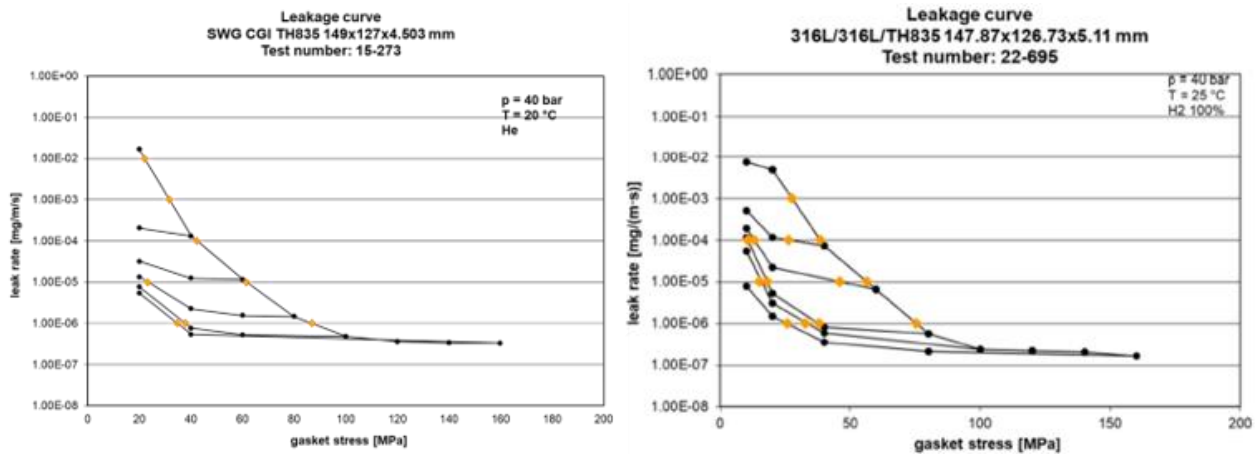 Leakage curve
SWG CGI TH835 149x127x4.503 mm
Test number: 15-273
p = 40 bar
T = 20 °C
He
leak rate [mg/m/s]
1.00E+00
1.00E-01
1.00E-02
1.00E-03
1.00E-04
1.00E-05
1.00E-06
1.00E-07
1.00E-08
0 20 40 60 80 100 120 140 160 180 200
gasket stress [MPa]
Leakage curve
316L/316L/TH835 147.87x126.73x5.11 mm
Test number: 22-695
p = 40 bar
T = 25 °C
H2 100%
leak rate [mg/(m·s)]
1.00E+00
1.00E-01
1.00E-02
1.00E-03
1.00E-04
1.00E-05
1.00E-06
1.00E-07
1.00E-08
0 50 100 150 200
gasket stress [MPa]